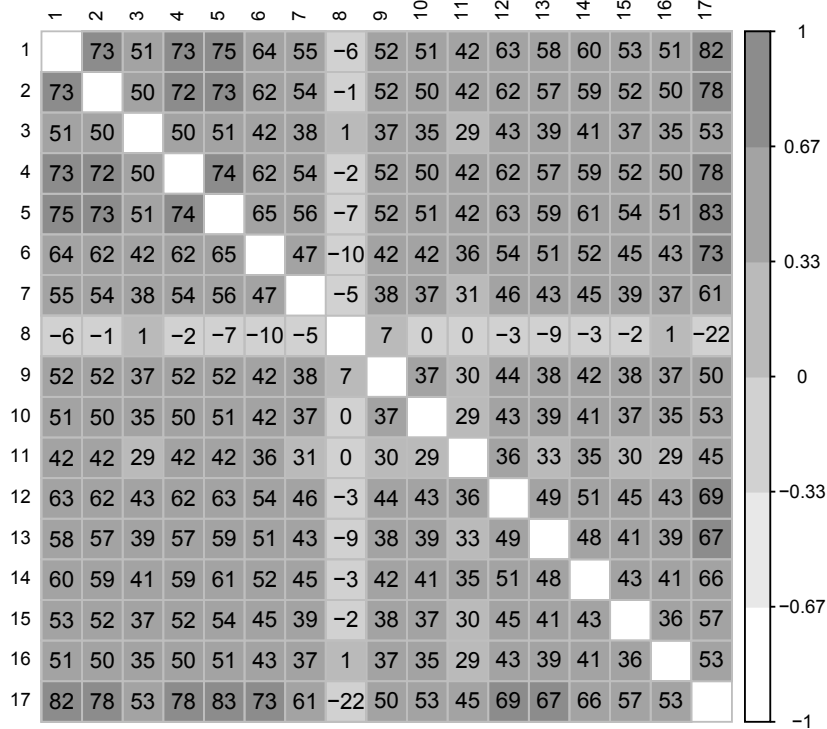 1 2 3 4 5 6 7 8 9 10 11 12 13 14 15 16 17
1 73 51 73 75 64 55 −6 52 51 42 63 58 60 53 51 82
2 73 50 72 73 62 54 −1 52 50 42 62 57 59 52 50 78
3 51 50 50 51 42 38 1 37 35 29 43 39 41 37 35 53
4 73 72 50 74 62 54 −2 52 50 42 62 57 59 52 50 78
5 75 73 51 74 65 56 −7 52 51 42 63 59 61 54 51 83
6 64 62 42 62 65 47 −10 42 42 36 54 51 52 45 43 73
7 55 54 38 54 56 47 −5 38 37 31 46 43 45 39 37 61
8 −6 −1 1 −2 −7 −10 −5 7 0 0 −3 −9 −3 −2 1 −22
9 52 52 37 52 52 42 38 7 37 30 44 38 42 38 37 50
10 51 50 35 50 51 42 37 0 37 29 43 39 41 37 35 53
11 42 42 29 42 42 36 31 0 30 29 36 33 35 30 29 45
12 63 62 43 62 63 54 46 −3 44 43 36 49 51 45 43 69
13 58 57 39 57 59 51 43 −9 38 39 33 49 48 41 39 67
14 60 59 41 59 61 52 45 −3 42 41 35 51 48 43 41 66
15 53 52 37 52 54 45 39 −2 38 37 30 45 41 43 36 57
16 51 50 35 50 51 43 37 1 37 35 29 43 39 41 36 53
17 82 78 53 78 83 73 61 −22 50 53 45 69 67 66 57 53
1
0.67
0.33
0
−0.33
−0.67
−1